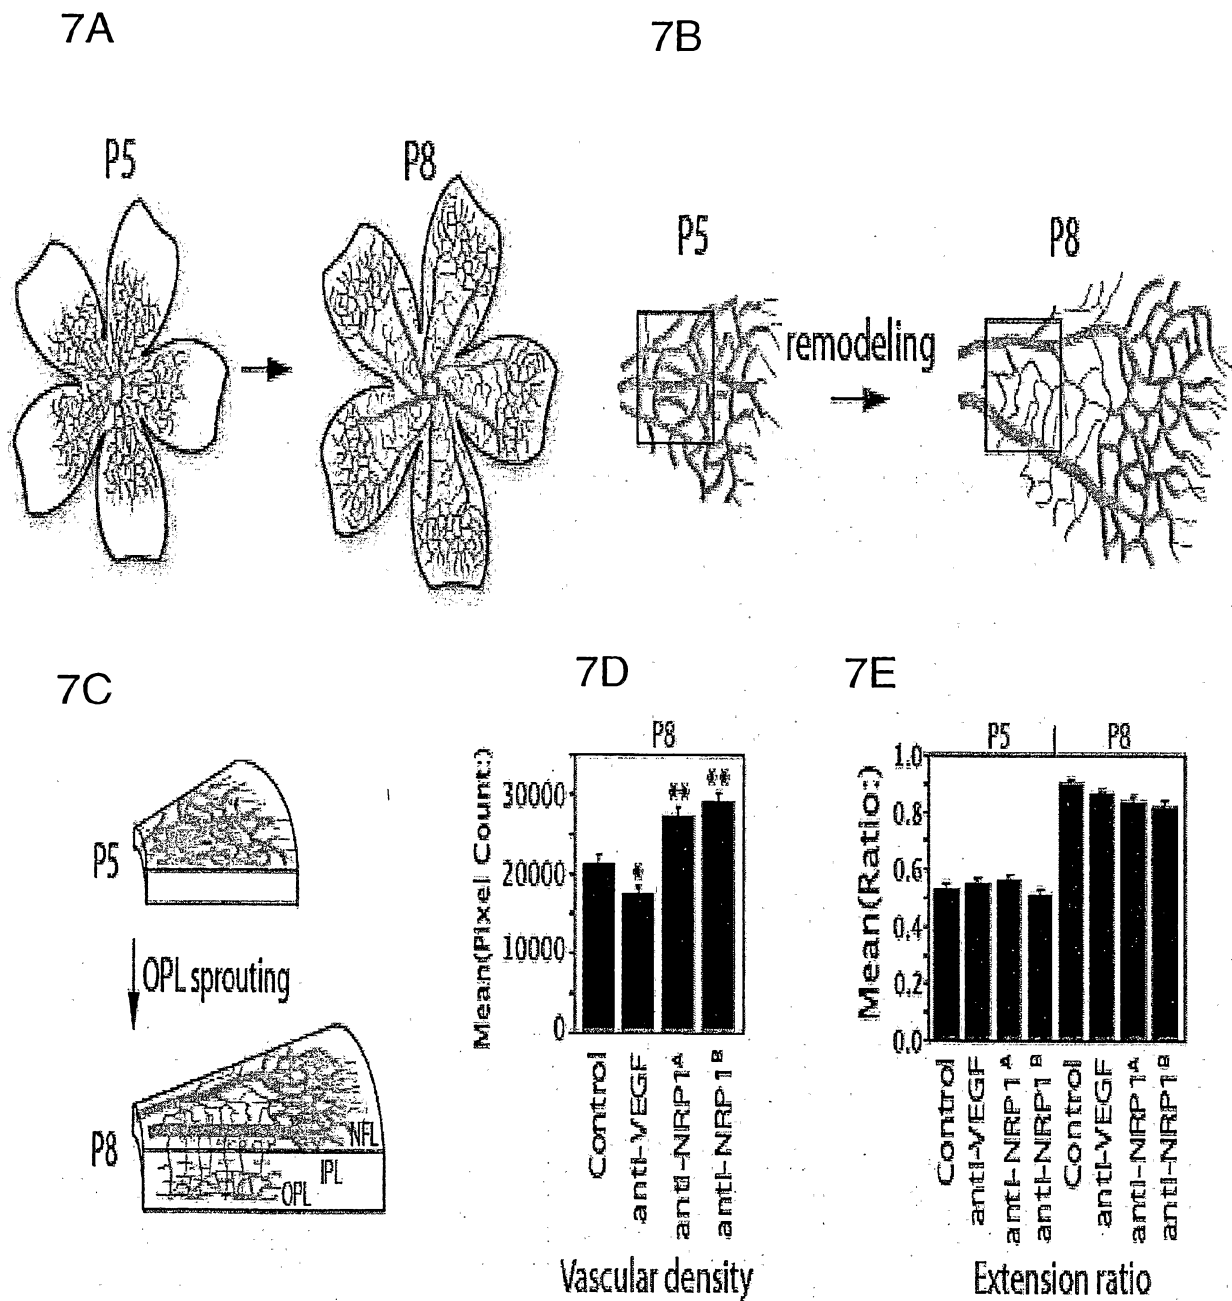 7A
7B
P5
P8
P5
remodeling
P8
7C
P5
OPL sprouting
P8
NFL
IPL
OPL
7D
P8
Mean(Pixel Count:)
30000
20000
10000
0
**
**
*
Control
anti-VEGF
anti-NRP1A
anti-NRP1B
Vascular density
7E
P5
P8
Mean(Ratio:)
1.0
0.8
0.6
0.4
0.2
0.0
Control
anti-VEGF
anti-NRP1A
anti-NRP1B
Control
anti-VEGF
anti-NRP1A
anti-NRP1B
Extension ratio